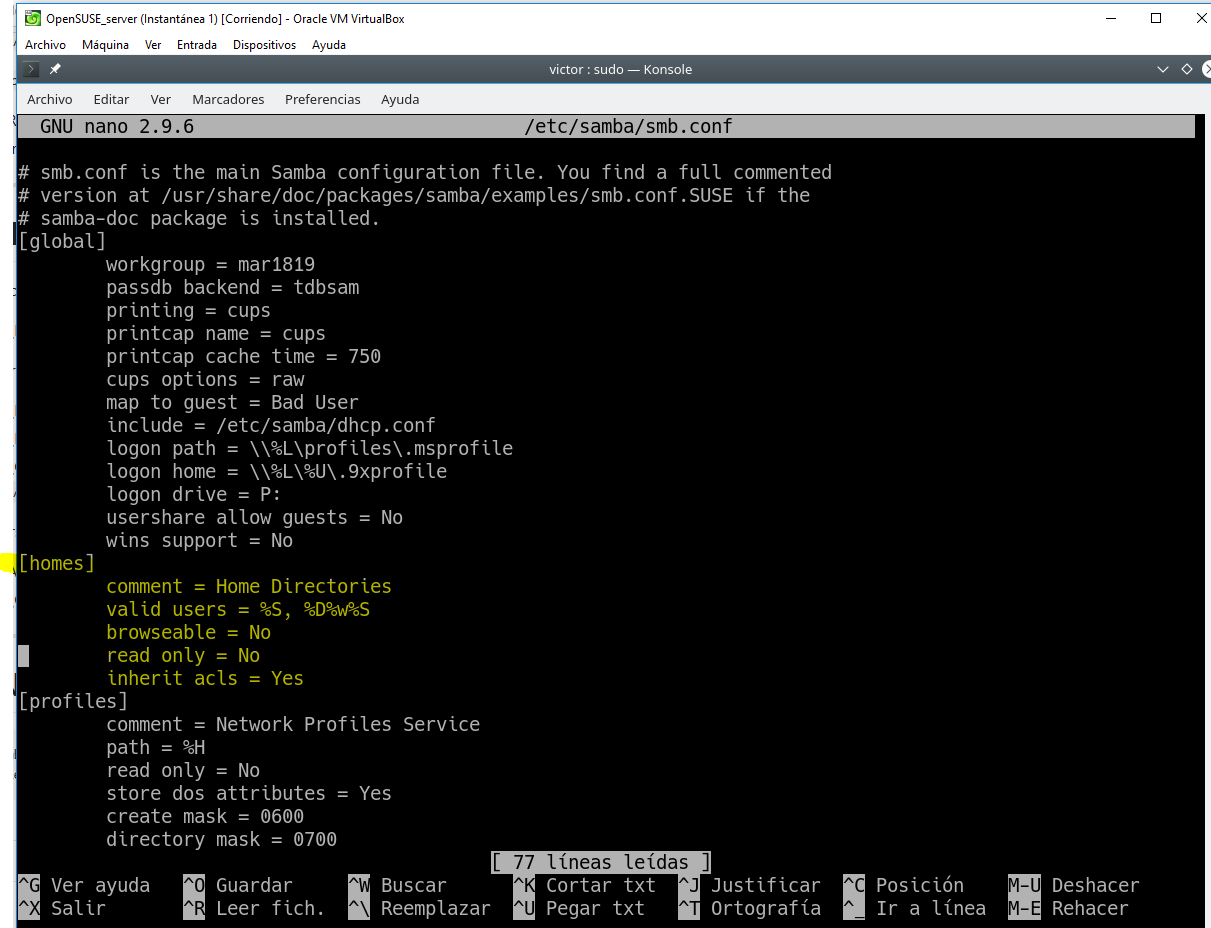 OpenSUSE_server (Instantánea 1) [Corriendo] - Oracle VM VirtualBox
Archivo Máquina Ver Entrada Dispositivos Ayuda
victor : sudo — Konsole
Archivo Editar Ver Marcadores Preferencias Ayuda
GNU nano 2.9.6 /etc/samba/smb.conf
# smb.conf is the main Samba configuration file. You find a full commented
# version at /usr/share/doc/packages/samba/examples/smb.conf.SUSE if the
# samba-doc package is installed.
[global]
workgroup = mar1819
passdb backend = tdbsam
printing = cups
printcap name = cups
printcap cache time = 750
cups options = raw
map to guest = Bad User
include = /etc/samba/dhcp.conf
logon path = \\%L\profiles\.msprofile
logon home = \\%L\%U\.9xprofile
logon drive = P:
usershare allow guests = No
wins support = No
[homes]
comment = Home Directories
valid users = %S, %D%w%S
browseable = No
read only = No
inherit acls = Yes
[profiles]
comment = Network Profiles Service
path = %H
read only = No
store dos attributes = Yes
create mask = 0600
directory mask = 0700
[ 77 líneas leídas ]
^G Ver ayuda ^O Guardar ^W Buscar ^K Cortar txt ^J Justificar ^C Posición M-U Deshacer
^X Salir ^R Leer fich. ^\ Reemplazar ^U Pegar txt ^T Ortografía ^_ Ir a línea M-E Rehacer